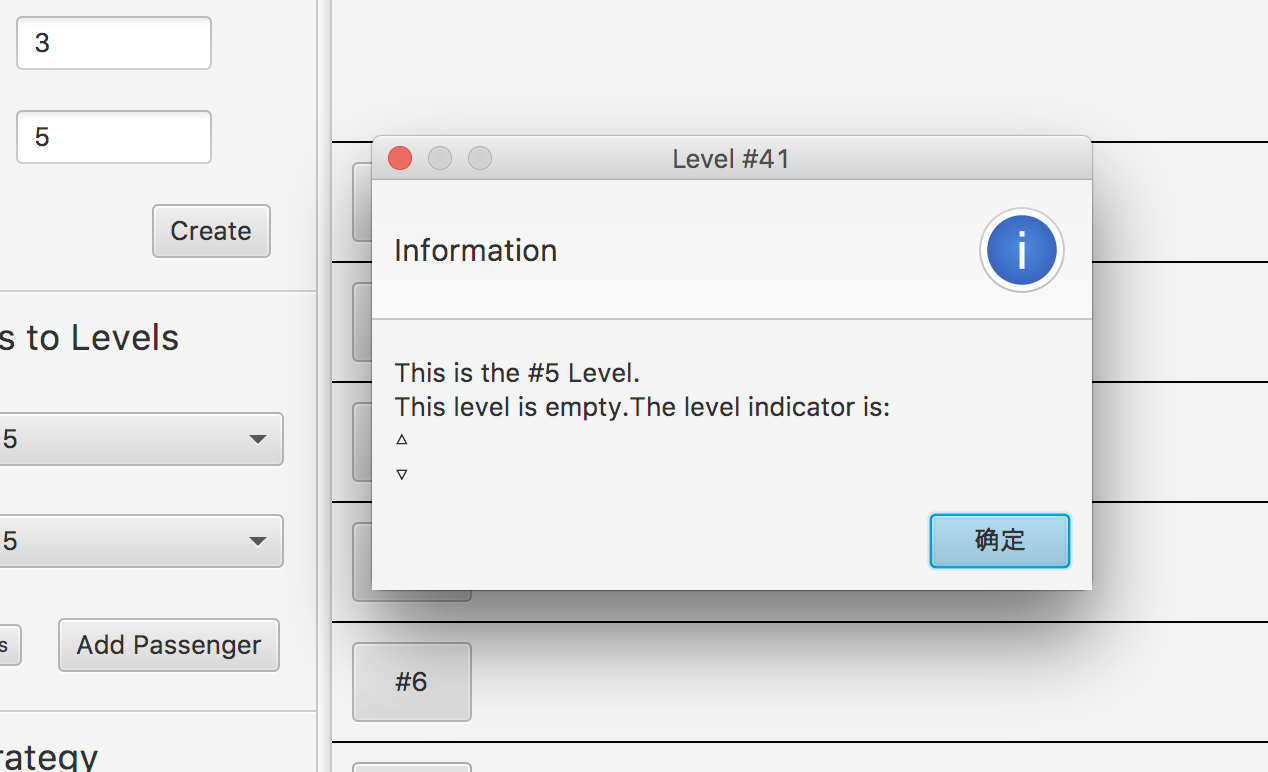 3
5
Create
s to Levels
5
5
s
Add Passenger
rategy
Level #41
Information
i
This is the #5 Level.
This level is empty.The level indicator is:
▵
▿
确定
#6